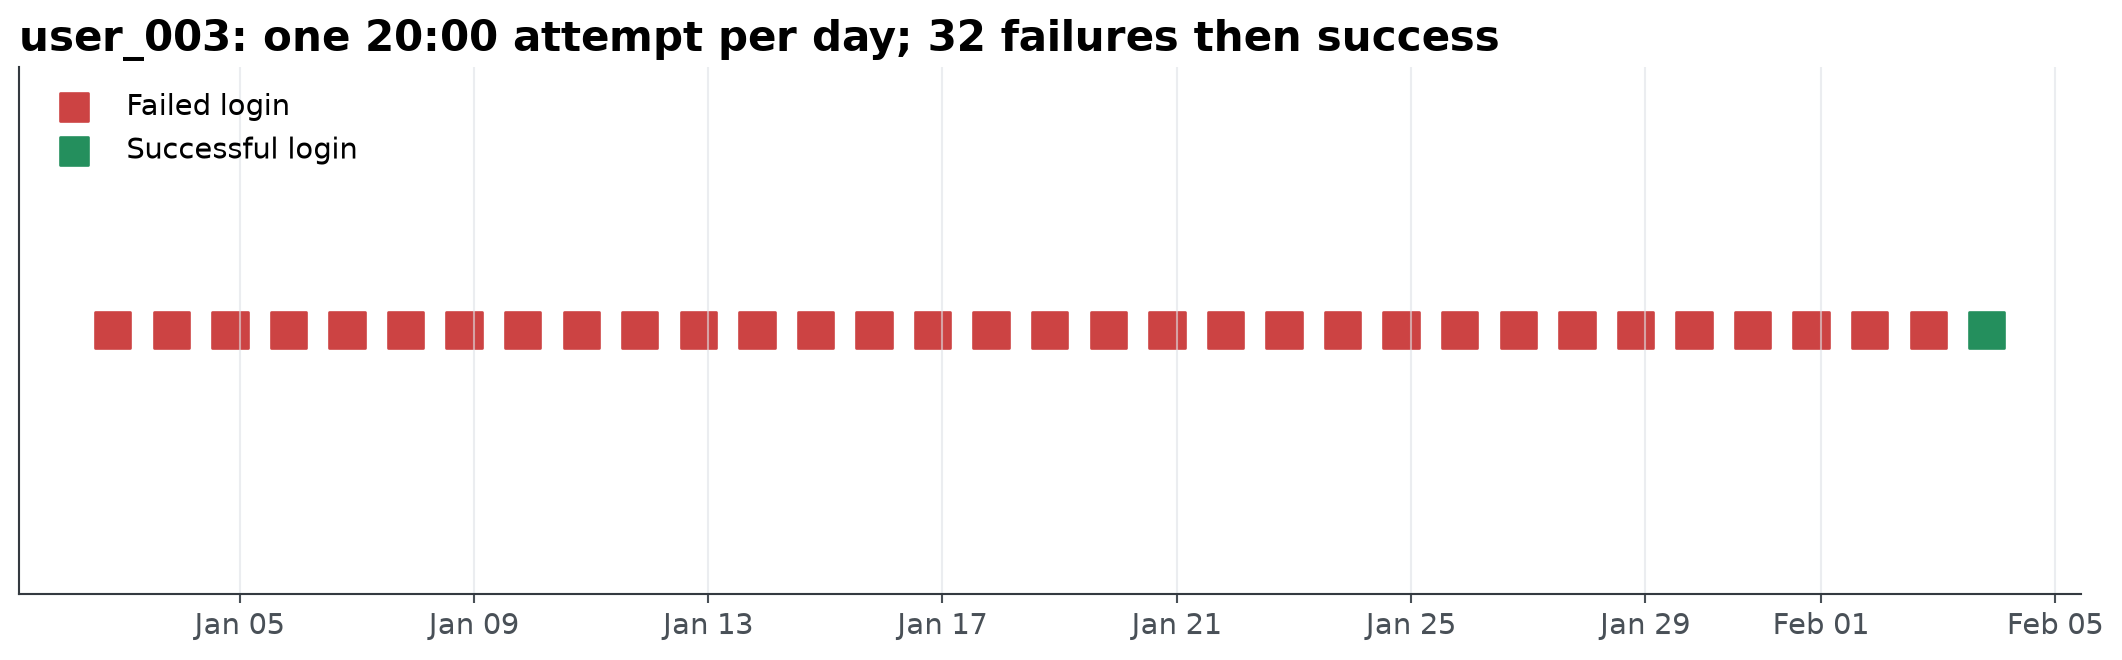 user_003: one 20:00 attempt per day; 32 failures then success
Failed login
Successful login
Jan 05 Jan 09 Jan 13 Jan 17 Jan 21 Jan 25 Jan 29 Feb 01 Feb 05